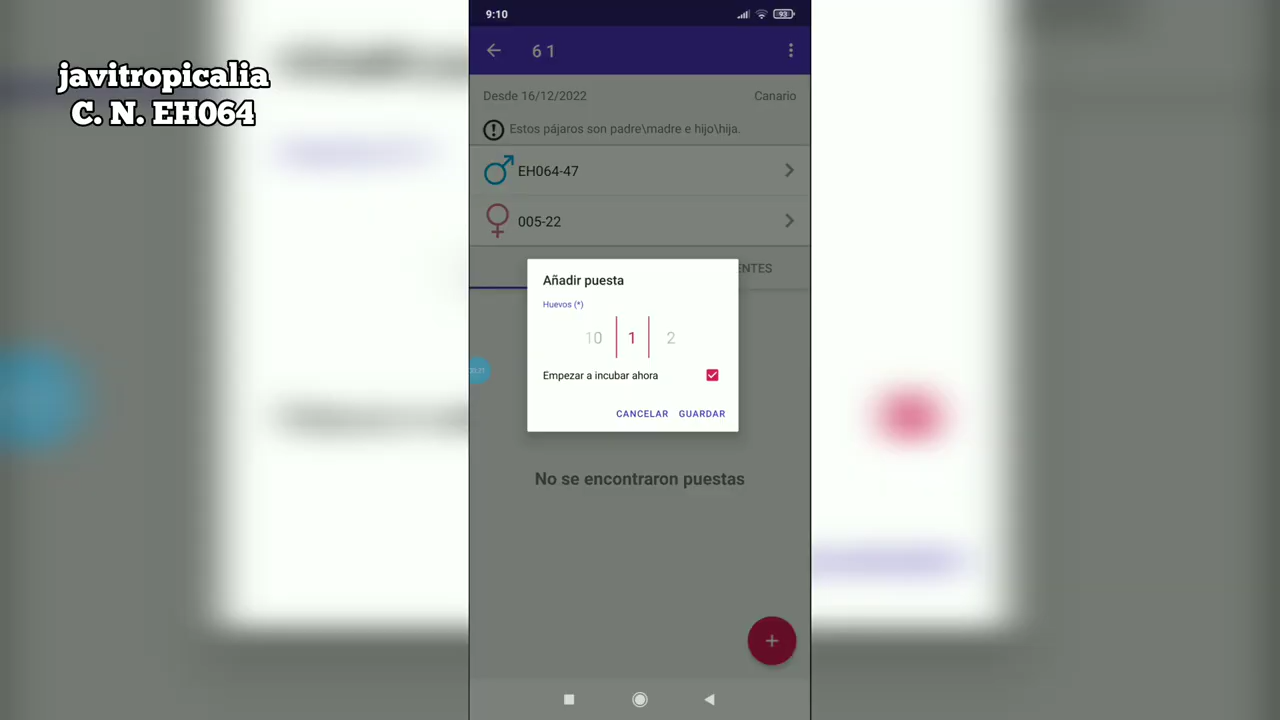 javitropicalia
C. N. EH064
9:10
93
6 1
Desde 16/12/2022
Canario
Estos pájaros son padre\madre e hijo\hija.
EH064-47
005-22
ENTES
Añadir puesta
Huevos (*)
10 1 2
Empezar a incubar ahora
CANCELAR GUARDAR
No se encontraron puestas